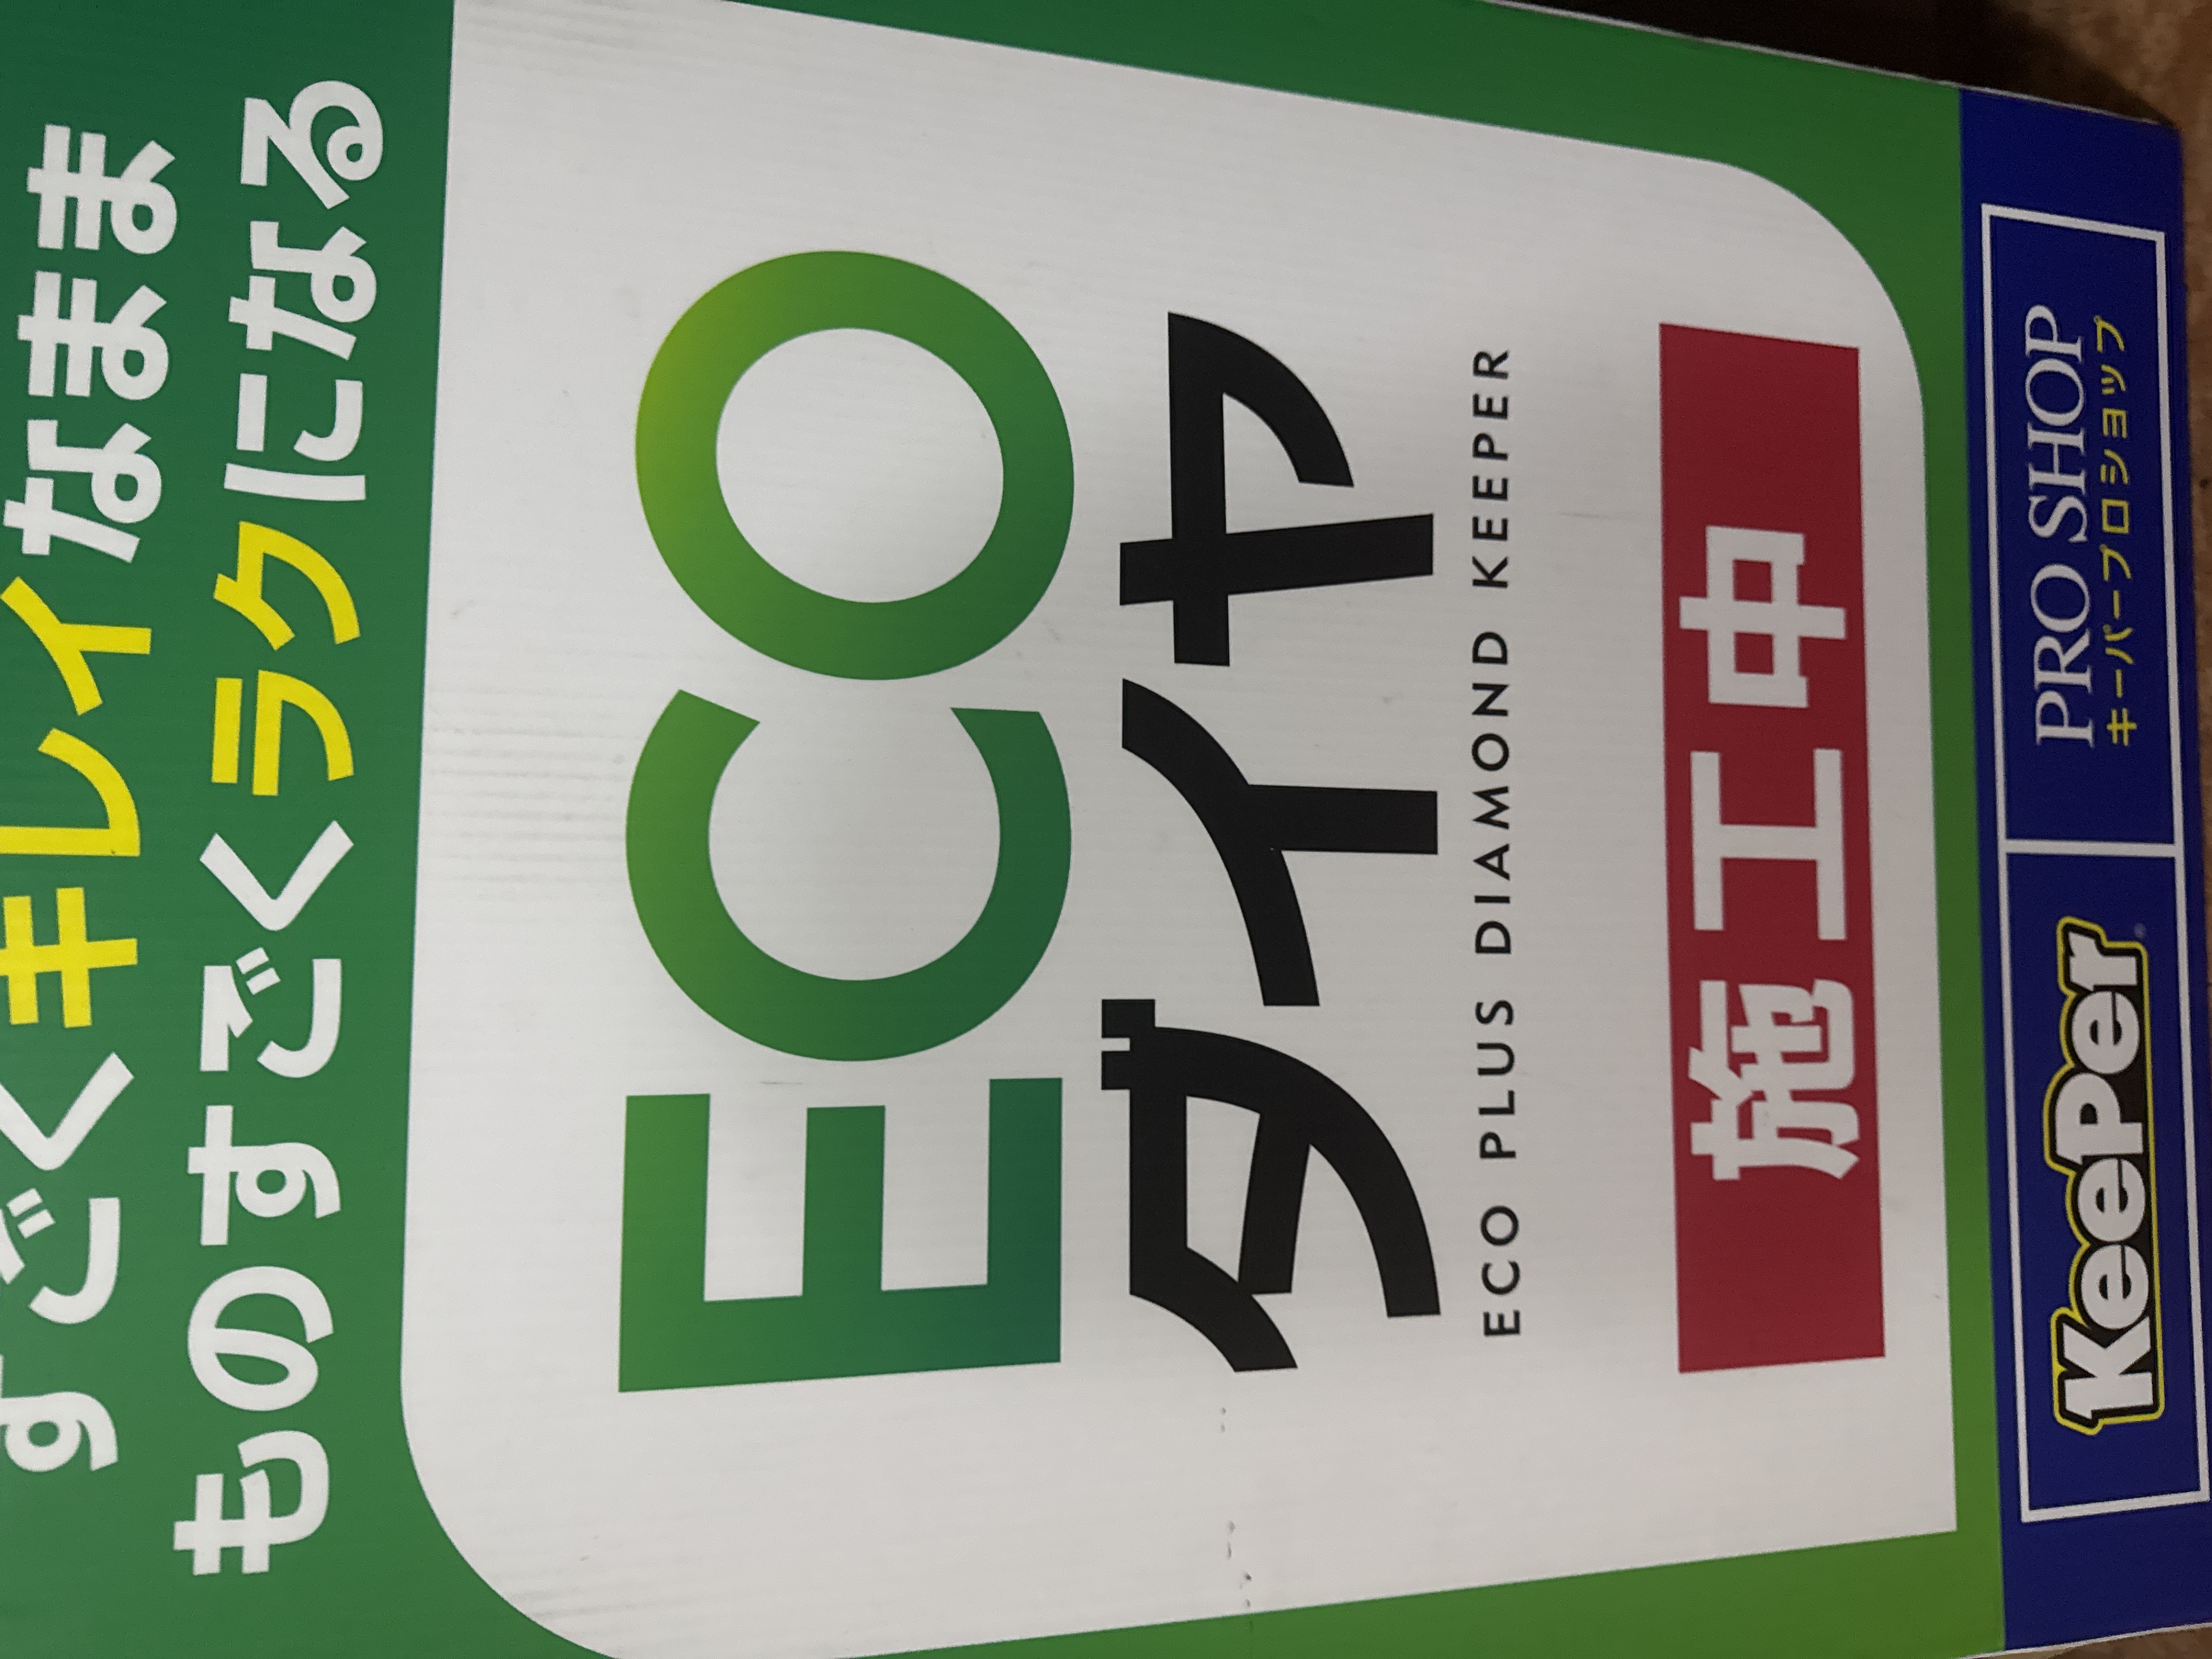 すごくキレイなまま
ものすごくラクになる
ECO
ダイヤ
ECO PLUS DIAMOND KEEPER
施工中
KeePer
PRO SHOP
キーパープロショップ